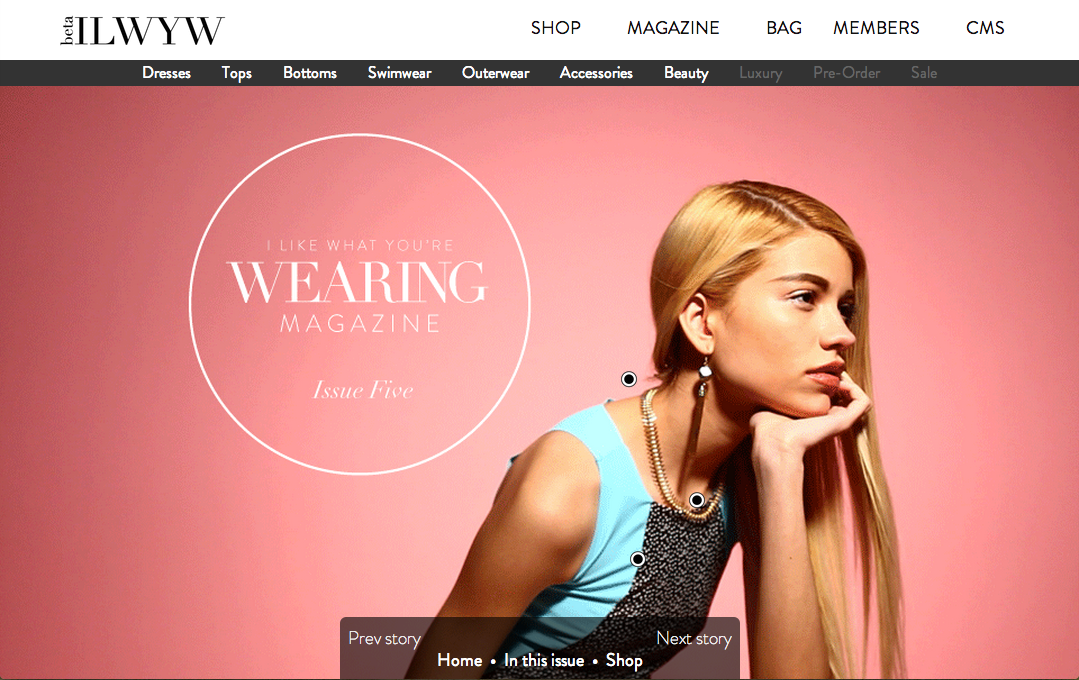 beta ILWYW
SHOP MAGAZINE BAG MEMBERS CMS
Dresses Tops Bottoms Swimwear Outerwear Accessories Beauty Luxury Pre-Order Sale
I LIKE WHAT YOU'RE
WEARING
MAGAZINE
Issue Five
Prev story Next story
Home • In this issue • Shop